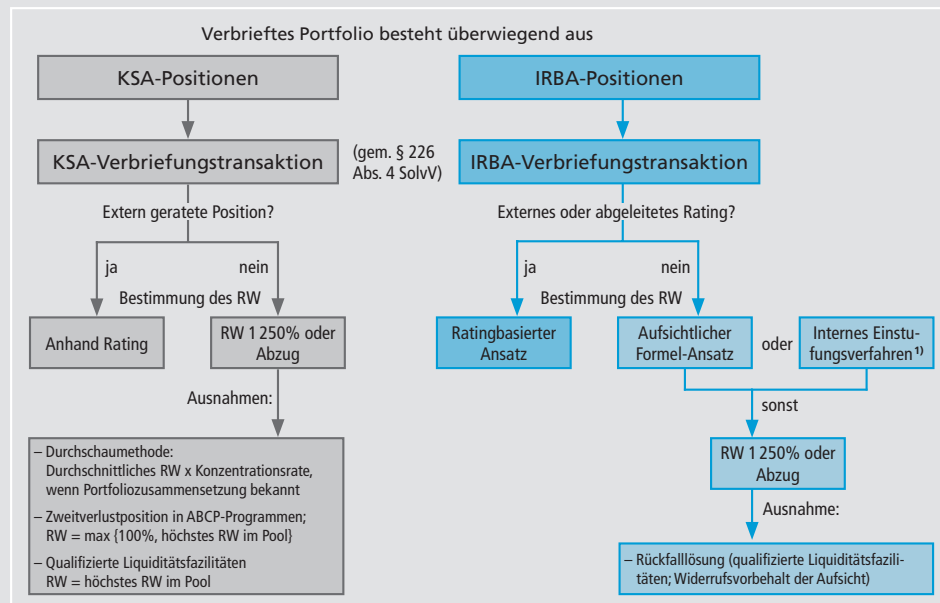 Verbrieftes Portfolio besteht überwiegend aus
KSA-Positionen
KSA-Verbriefungstransaktion
(gem. § 226
Abs. 4 SolvV)
Extern geratete Position?
ja
nein
Bestimmung des RW
Anhand Rating
RW 1 250% oder
Abzug
Ausnahmen:
– Durchschaumethode:
Durchschnittliches RW x Konzentrationsrate,
wenn Portfoliozusammensetzung bekannt
– Zweitverlustposition in ABCP-Programmen;
RW = max {100%, höchstes RW im Pool}
– Qualifizierte Liquiditätsfazilitäten
RW = höchstes RW im Pool
IRBA-Positionen
IRBA-Verbriefungstransaktion
Externes oder abgeleitetes Rating?
ja
nein
Bestimmung des RW
Ratingbasierter
Ansatz
Aufsichtlicher
Formel-Ansatz
oder
Internes Einstu-
fungsverfahren 1)
sonst
RW 1 250% oder
Abzug
Ausnahme:
– Rückfalllösung (qualifizierte Liquiditätsfazili-
täten; Widerrufsvorbehalt der Aufsicht)